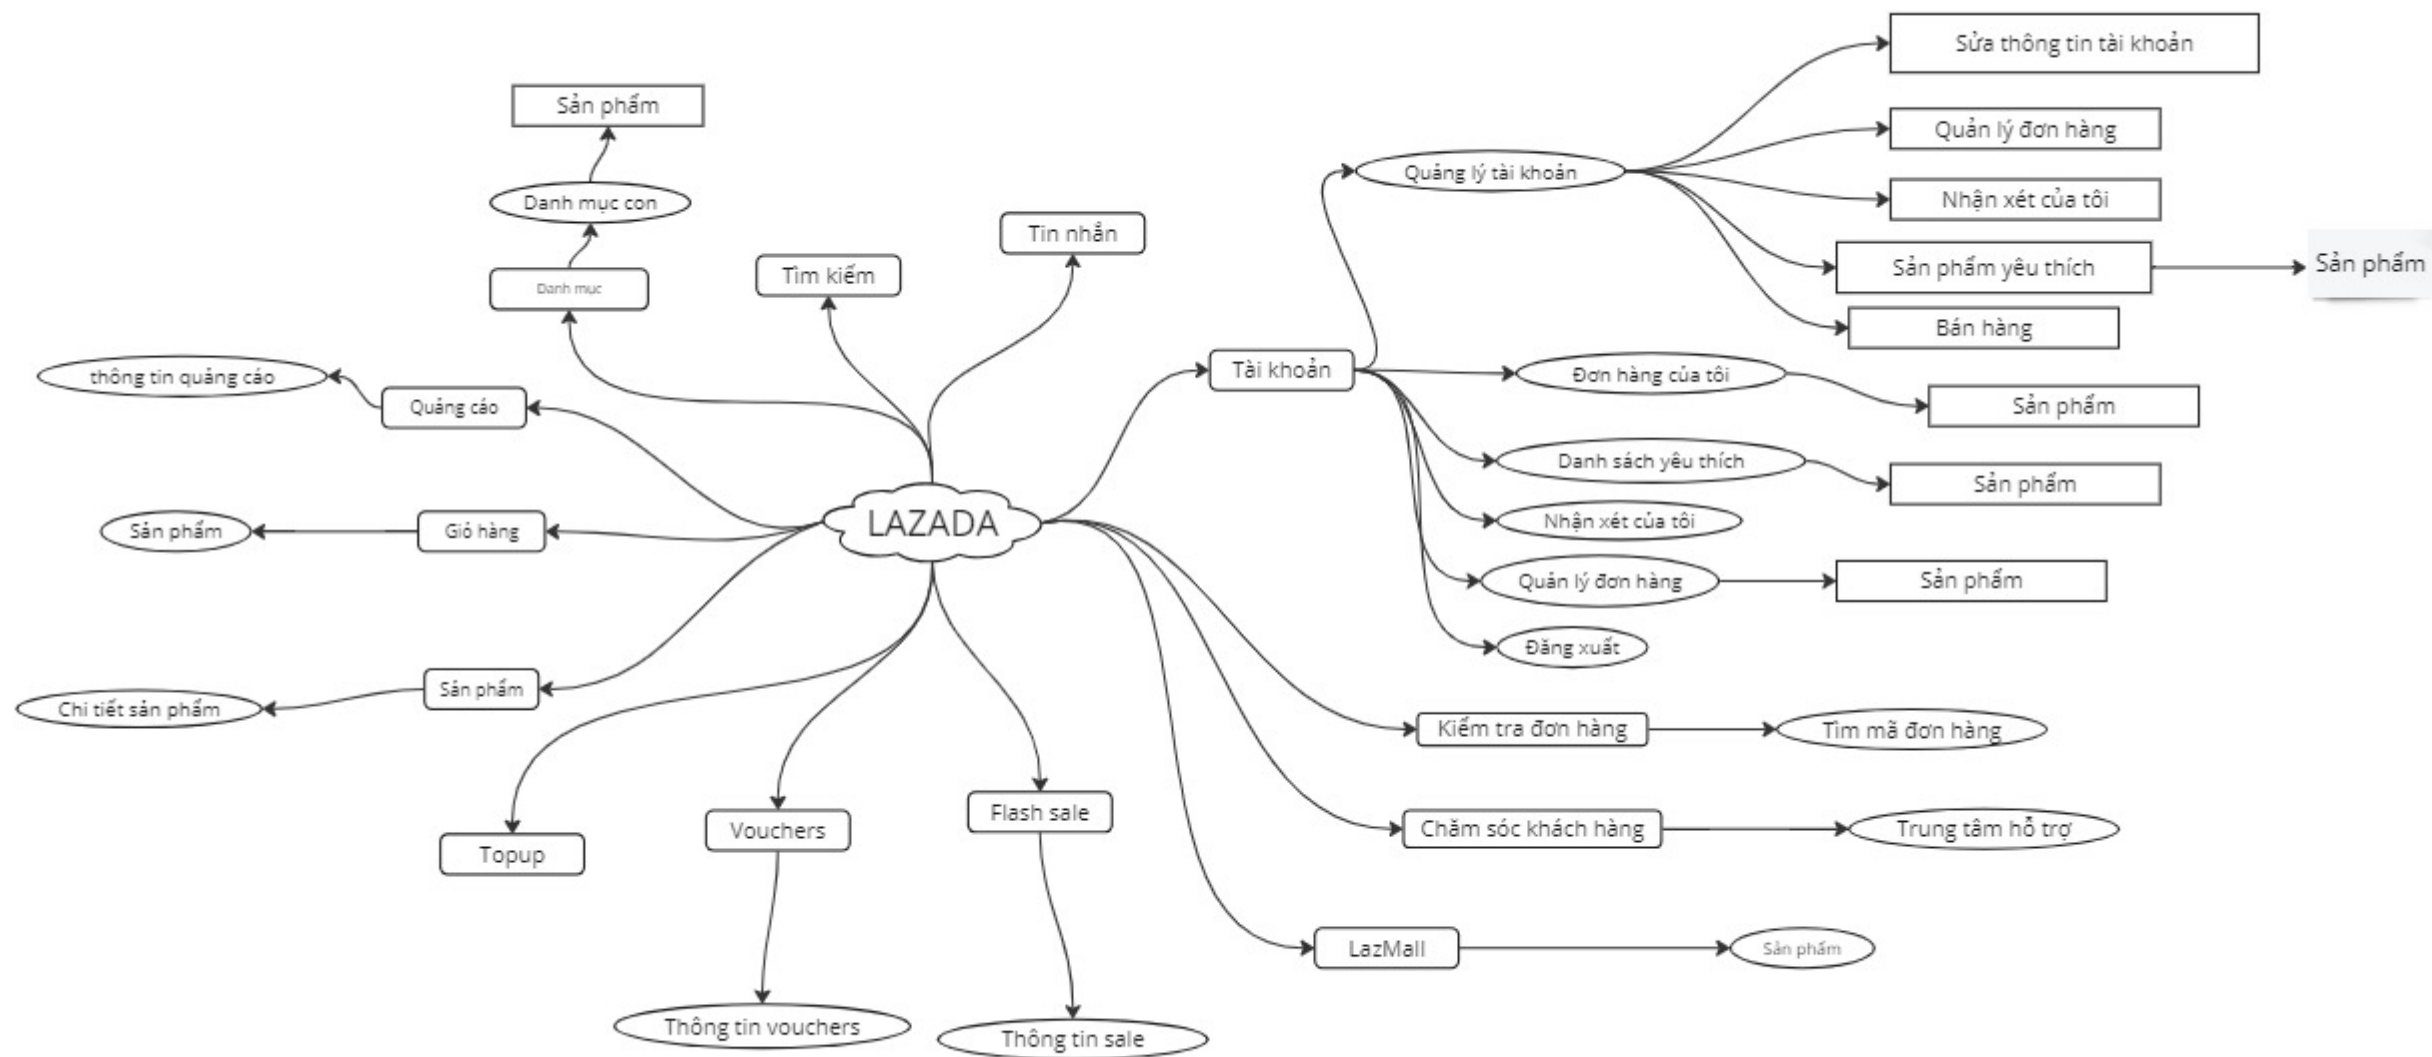 Sửa thông tin tài khoản
Sản phẩm
Quản lý đơn hàng
Quảng lý tài khoản
Danh mục con
Nhận xét của tôi
Tin nhắn
Sản phẩm yêu thích
Sản phẩm
Tìm kiếm
Danh mục
Bán hàng
Tài khoản
thông tin quảng cáo
Đơn hàng của tôi
Quảng cáo
Sản phẩm
Danh sách yêu thích
Sản phẩm
LAZADA
Nhận xét của tôi
Sản phẩm
Giỏ hàng
Quản lý đơn hàng
Sản phẩm
Đăng xuất
Sản phẩm
Chi tiết sản phẩm
Kiểm tra đơn hàng
Tìm mã đơn hàng
Flash sale
Vouchers
Chăm sóc khách hàng
Trung tâm hỗ trợ
Topup
LazMall
Sản phẩm
Thông tin vouchers
Thông tin sale